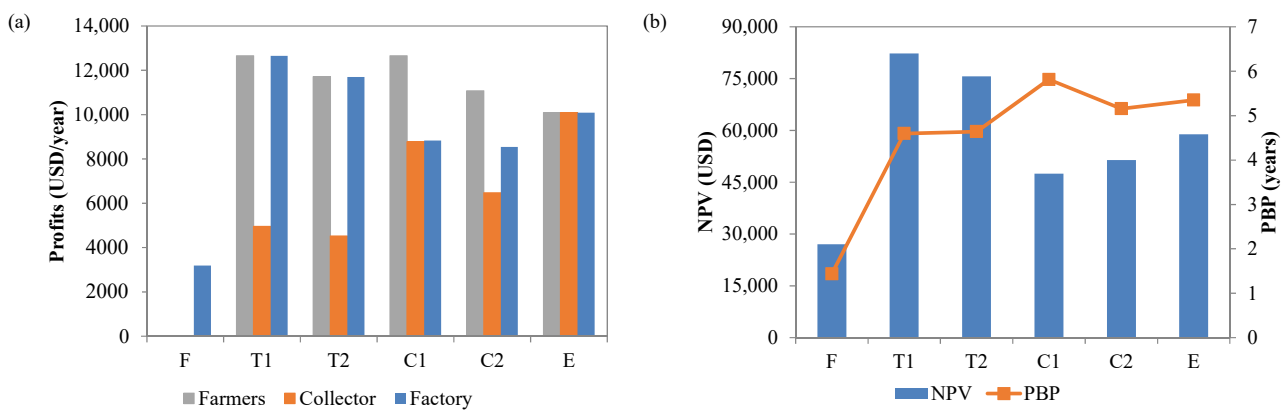 (a)
Profits (USD/year)
14,000
12,000
10,000
8000
6000
4000
2000
0
F T1 T2 C1 C2 E
Farmers Collector Factory
(b)
NPV (USD)
90,000
75,000
60,000
45,000
30,000
15,000
0
7
6
5
4
3
2
1
0
PBP (years)
F T1 T2 C1 C2 E
NPV PBP